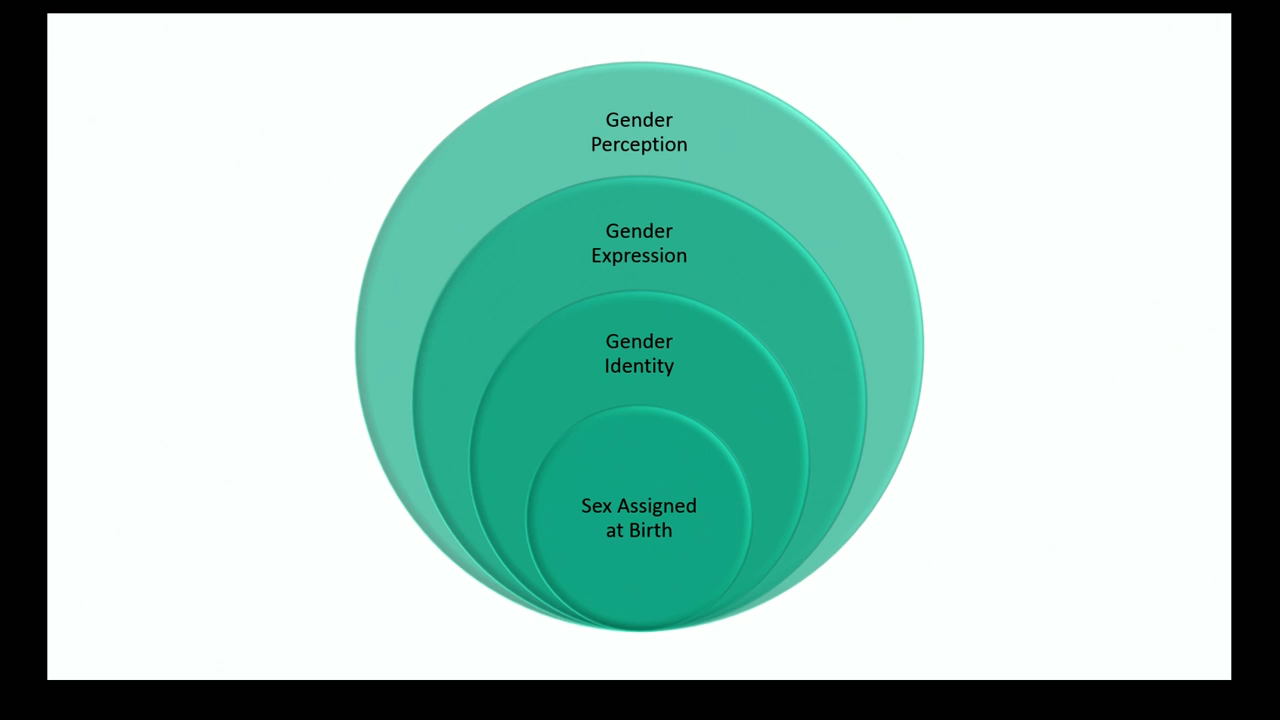 Gender
Perception
Gender
Expression
Gender
Identity
Sex Assigned
at Birth